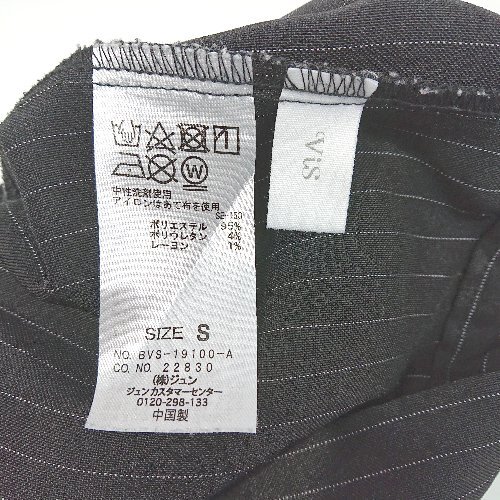 中性洗剤使用
アイロンはあて布を使用
S2-150
ポリエステル 95%
ポリウレタン 4%
レーヨン 1%
SIZE S
NO. BVS-19100-A
CO. NO. 22830
(株)ジュン
ジュンカスタマーセンター
0120-298-133
中国製
ViS